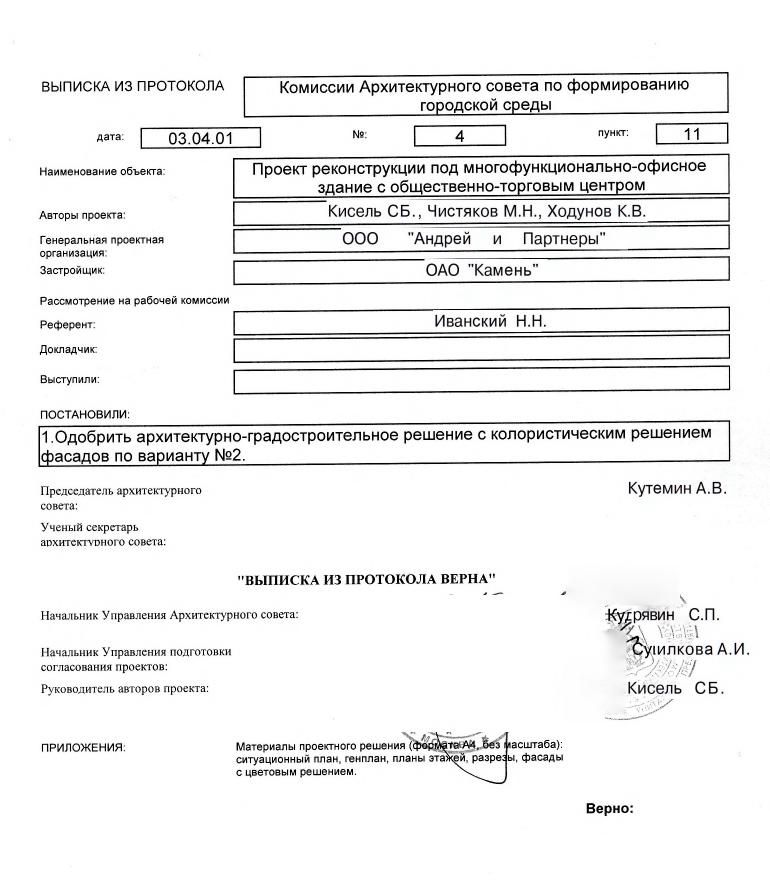 ВЫПИСКА ИЗ ПРОТОКОЛА
Комиссии Архитектурного совета по формированию
городской среды
дата: 03.04.01 №: 4 пункт: 11
Наименование объекта:
Проект реконструкции под многофункционально-офисное
здание с общественно-торговым центром
Авторы проекта: Кисель СБ., Чистяков М.Н., Ходунов К.В.
Генеральная проектная
организация:
ООО "Андрей и Партнеры"
Застройщик: ОАО "Камень"
Рассмотрение на рабочей комиссии
Референт: Иванский Н.Н.
Докладчик:
Выступили:
ПОСТАНОВИЛИ:
1.Одобрить архитектурно-градостроительное решение с колористическим решением
фасадов по варианту №2.
Председатель архитектурного
совета:
Кутемин А.В.
Ученый секретарь
архитектурного совета:
"ВЫПИСКА ИЗ ПРОТОКОЛА ВЕРНА"
Начальник Управления Архитектурного совета: С.П.
Начальник Управления подготовки
согласования проектов:
А.И.
Руководитель авторов проекта: Кисель СБ.
ПРИЛОЖЕНИЯ:
Материалы проектного решения (формата А4, без масштаба):
ситуационный план, генплан, планы этажей, разрезы, фасады
с цветовым решением.
Верно: